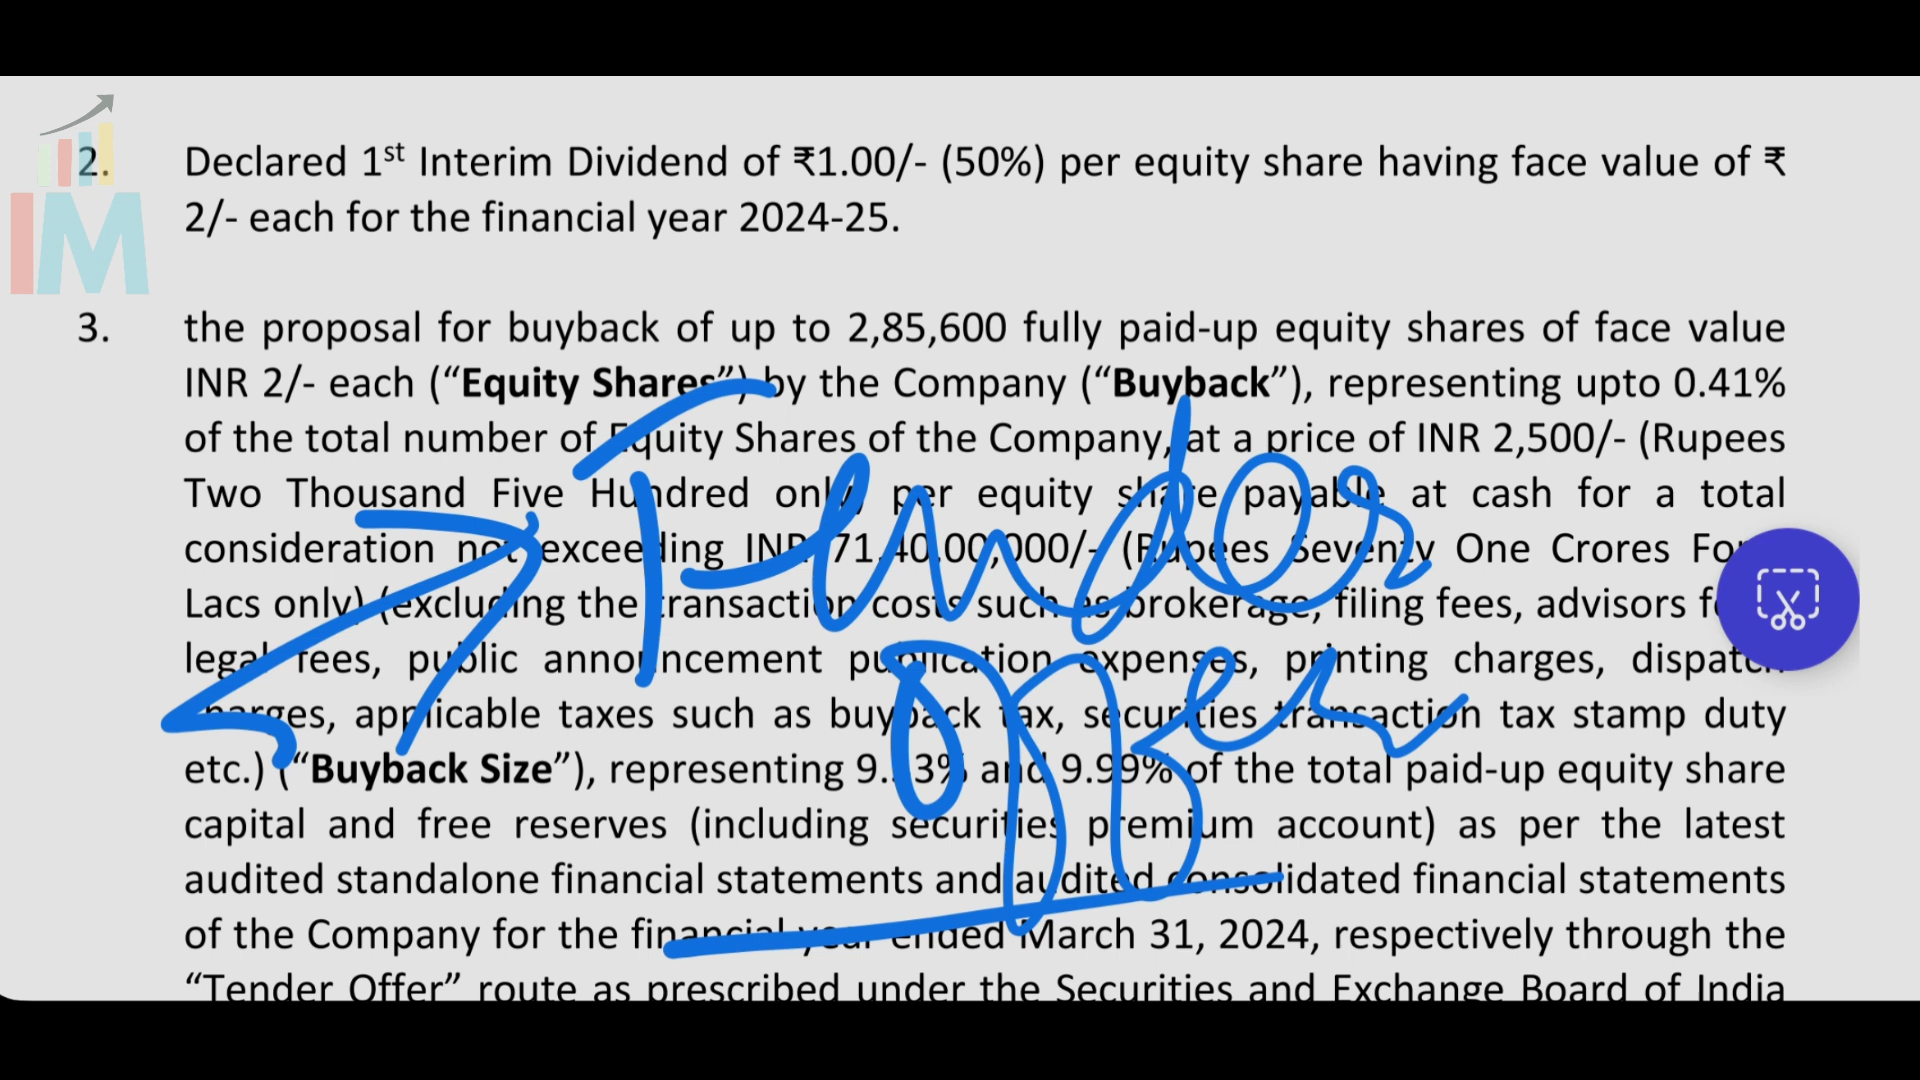 IM
2. Declared 1st Interim Dividend of ₹1.00/- (50%) per equity share having face value of ₹
2/- each for the financial year 2024-25.
3. the proposal for buyback of up to 2,85,600 fully paid-up equity shares of face value
INR 2/- each (“Equity Shares”) by the Company (“Buyback”), representing upto 0.41%
of the total number of Equity Shares of the Company, at a price of INR 2,500/- (Rupees
Two Thousand Five Hundred only) per equity share payable at cash for a total
consideration not exceeding INR 71,40,00,000/- (Rupees Seventy One Crores
Lacs only) (excluding the transaction costs such as brokerage, filing fees, advisors
legal fees, public announcement publication expenses, printing charges, dispatch
charges, applicable taxes such as buyback tax, securities transaction tax stamp duty
etc.) (“Buyback Size”), representing and 9.99% of the total paid-up equity share
capital and free reserves (including securities premium account) as per the latest
audited standalone financial statements and audited consolidated financial statements
of the Company for the financial year ended March 31, 2024, respectively through the
“Tender Offer” route as prescribed under the Securities and Exchange Board of India
Tender
Offer